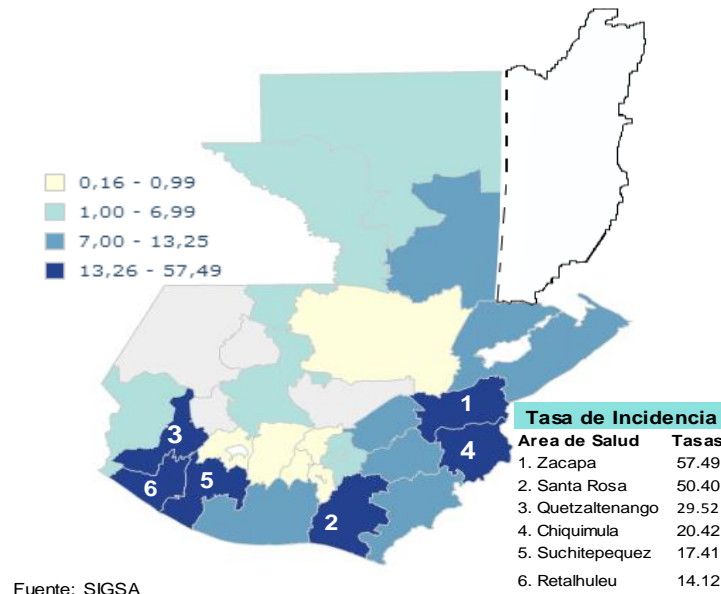 0,16 - 0,99
1,00 - 6,99
7,00 - 13,25
13,26 - 57,49
1
3
4
6
5
2
Tasa de Incidencia
Area de Salud Tasas
1. Zacapa 57.49
2. Santa Rosa 50.40
3. Quetzaltenango 29.52
4. Chiquimula 20.42
5. Suchitepequez 17.41
6. Retalhuleu 14.12
Fuente: SIGSA